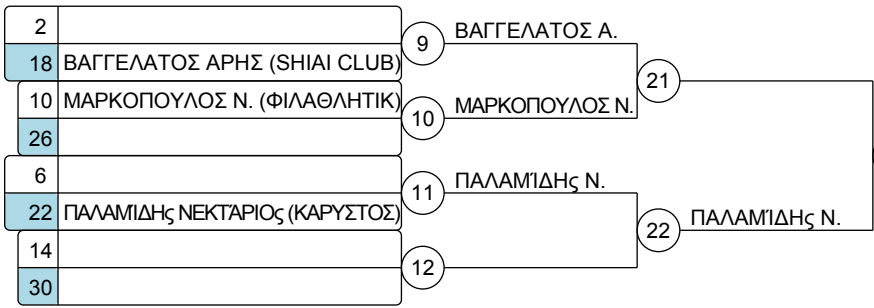 2
9
ΒΑΓΓΕΛΑΤΟΣ Α.
18 ΒΑΓΓΕΛΑΤΟΣ ΑΡΗΣ (SHIAI CLUB)
21
10 ΜΑΡΚΟΠΟΥΛΟΣ Ν. (ΦΙΛΑΘΛΗΤΙΚ)
10
ΜΑΡΚΟΠΟΥΛΟΣ Ν.
26
6
11
ΠΑΛΑΜΊΔΗς Ν.
22 ΠΑΛΑΜΊΔΗς ΝΕΚΤΆΡΙΟς (ΚΑΡΥΣΤΟΣ)
22
ΠΑΛΑΜΊΔΗς Ν.
14
12
30